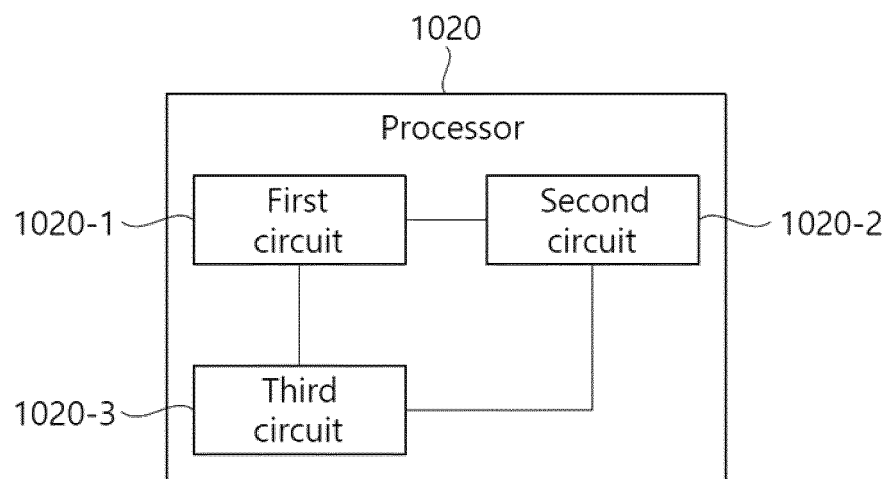 1020
Processor
1020-1
First
circuit
Second
circuit
1020-2
1020-3
Third
circuit